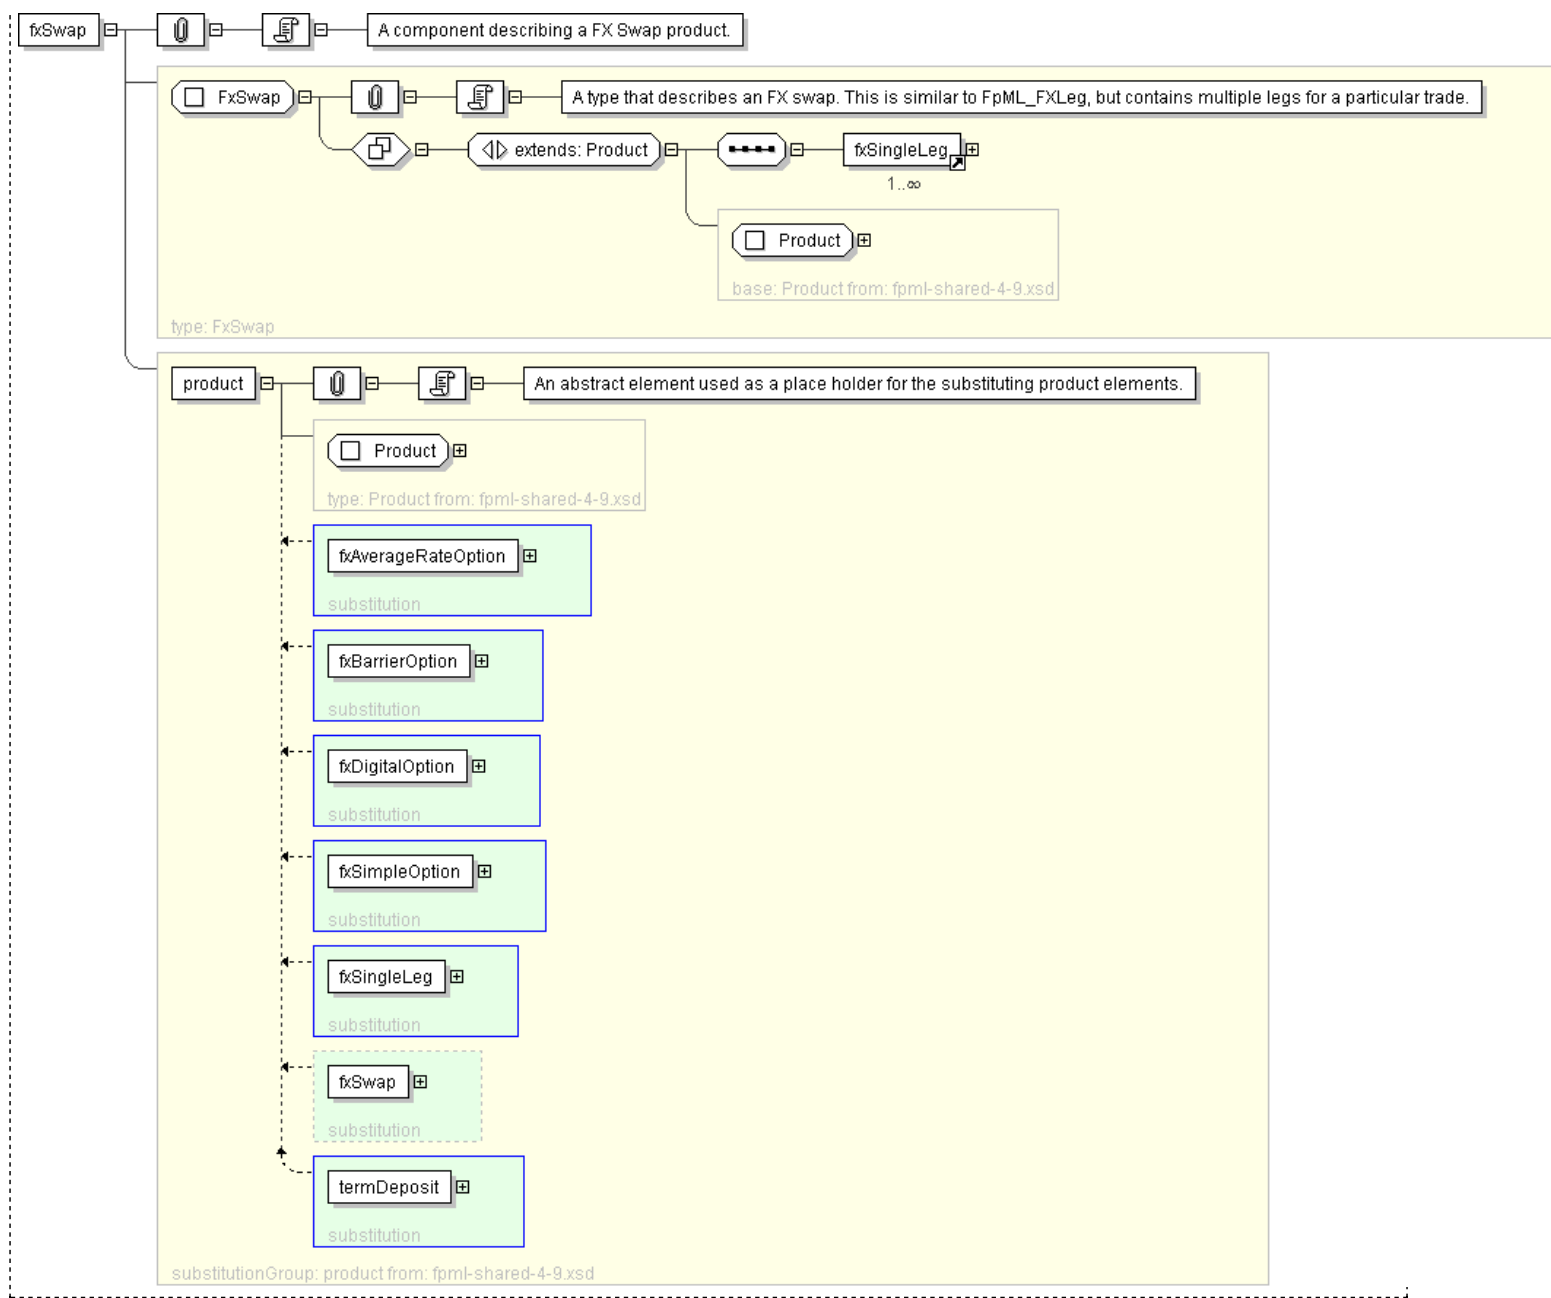 fxSwap
A component describing a FX Swap product.
FxSwap
A type that describes an FX swap. This is similar to FpML_FXLeg, but contains multiple legs for a particular trade.
extends: Product
fxSingleLeg
1..∞
Product
base: Product from: fpml-shared-4-9.xsd
type: FxSwap
product
An abstract element used as a place holder for the substituting product elements.
Product
type: Product from: fpml-shared-4-9.xsd
fxAverageRateOption
substitution
fxBarrierOption
substitution
fxDigitalOption
substitution
fxSimpleOption
substitution
fxSingleLeg
substitution
fxSwap
substitution
termDeposit
substitution
substitutionGroup: product from: fpml-shared-4-9.xsd